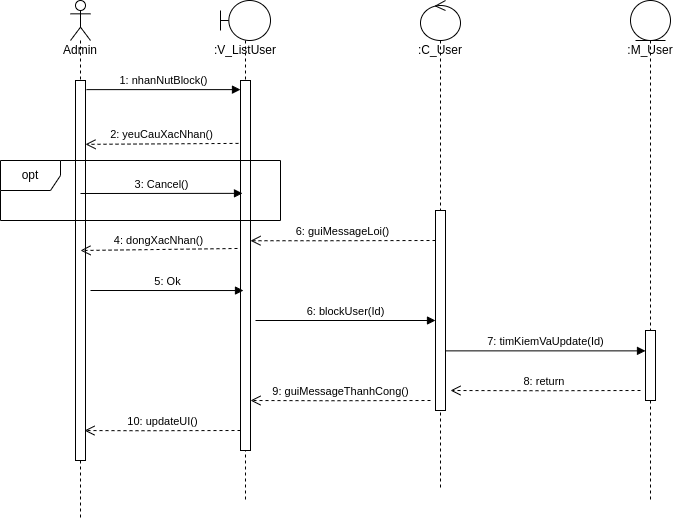 Admin
:V_ListUser
:C_User
:M_User
1: nhanNutBlock()
2: yeuCauXacNhan()
opt
3: Cancel()
6: guiMessageLoi()
4: dongXacNhan()
5: Ok
6: blockUser(Id)
7: timKiemVaUpdate(Id)
8: return
9: guiMessageThanhCong()
10: updateUI()